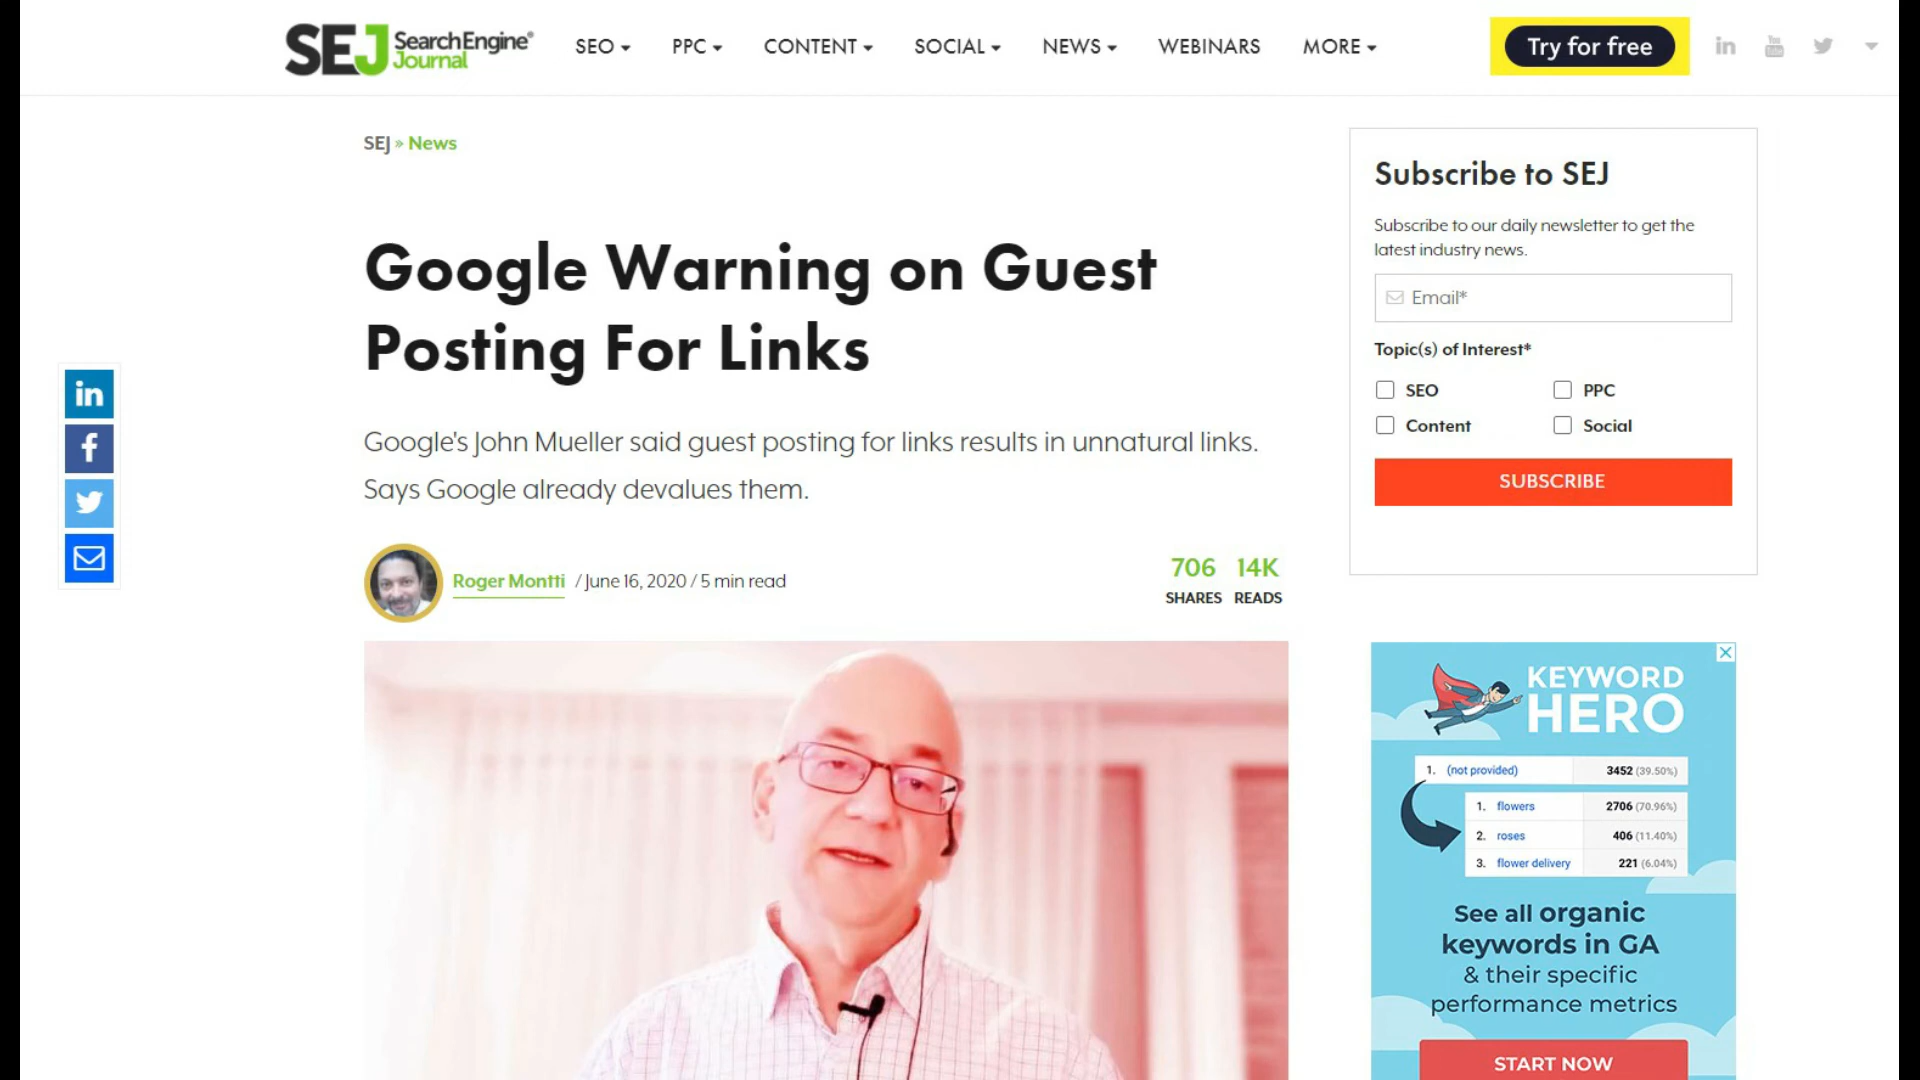 SEJ SearchEngine®
Journal
SEO
PPC
CONTENT
SOCIAL
NEWS
WEBINARS
MORE
Try for free
in
You
Tube
SEJ » News
Google Warning on Guest
Posting For Links
Google's John Mueller said guest posting for links results in unnatural links.
Says Google already devalues them.
in
f
Roger Montti / June 16, 2020 / 5 min read
706 14K
SHARES READS
Subscribe to SEJ
Subscribe to our daily newsletter to get the
latest industry news.
Email*
Topic(s) of Interest*
SEO
PPC
Content
Social
SUBSCRIBE
KEYWORD
HERO
1. (not provided) 3452 (39.50%)
1. flowers 2706 (70.96%)
2. roses 406 (11.40%)
3. flower delivery 221 (6.04%)
See all organic
keywords in GA
& their specific
performance metrics
START NOW